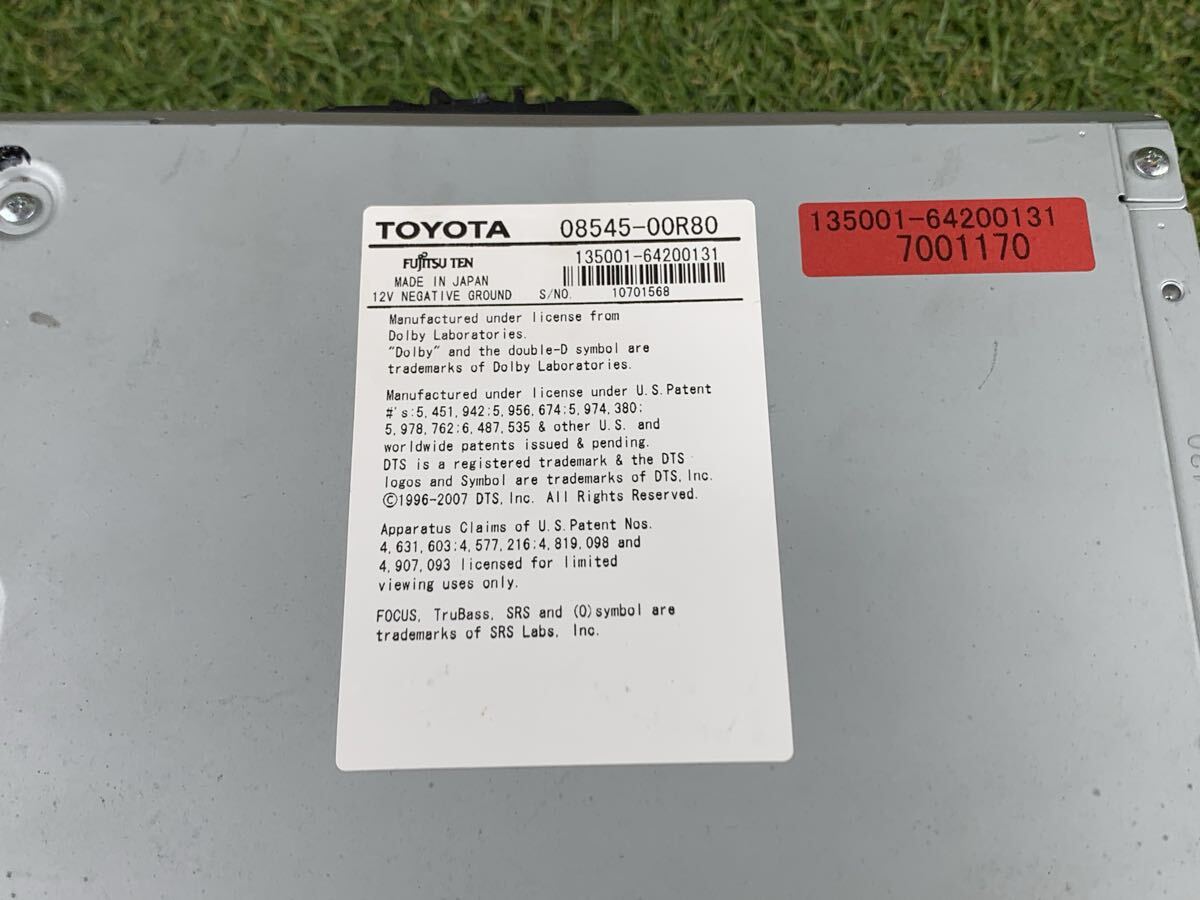 TOYOTA 08545-00R80
FUJITSU TEN 135001-64200131
MADE IN JAPAN
12V NEGATIVE GROUND S/NO. 10701568
Manufactured under license from
Dolby Laboratories.
"Dolby" and the double-D symbol are
trademarks of Dolby Laboratories.
Manufactured under license under U.S.Patent
#'s:5,451,942;5,956,674;5,974,380;
5,978,762;6,487,535 & other U.S. and
worldwide patents issued & pending.
DTS is a registered trademark & the DTS
logos and Symbol are trademarks of DTS, Inc.
©1996-2007 DTS, Inc. All Rights Reserved.
Apparatus Claims of U.S.Patent Nos.
4,631,603;4,577,216;4,819,098 and
4,907,093 licensed for limited
viewing uses only.
FOCUS, TruBass, SRS and (O)symbol are
trademarks of SRS Labs, Inc.
135001-64200131
7001170